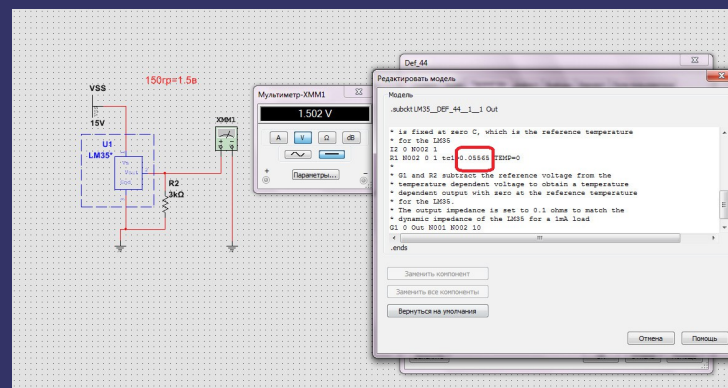 150гр=1.5в
VSS
15V
U1
LM35*
R2
3kΩ
XMM1
Мультиметр-XMM1
1.502 V
A V Ω dB
Параметры...
Def_44
Редактировать модель
Модель
.subckt LM35__DEF_44__1__1 Out
* is fixed at zero C, which is the reference temperature
* for the LM35
I2 0 N002 1
R1 N002 0 1 tc1=0.05565 TEMP=0
*
* G1 and R2 subtract the reference voltage from the
* temperature dependent voltage to obtain a temperature
* dependent output with zero at the reference temperature
* for the LM35.
* The output impedance is set to 0.1 ohms to match the
* dynamic impedance of the LM35 for a 1mA load
G1 0 Out N001 N002 10
.ends
Заменить компонент
Заменить все компоненты
Вернуться на умолчания
Отмена Помощь